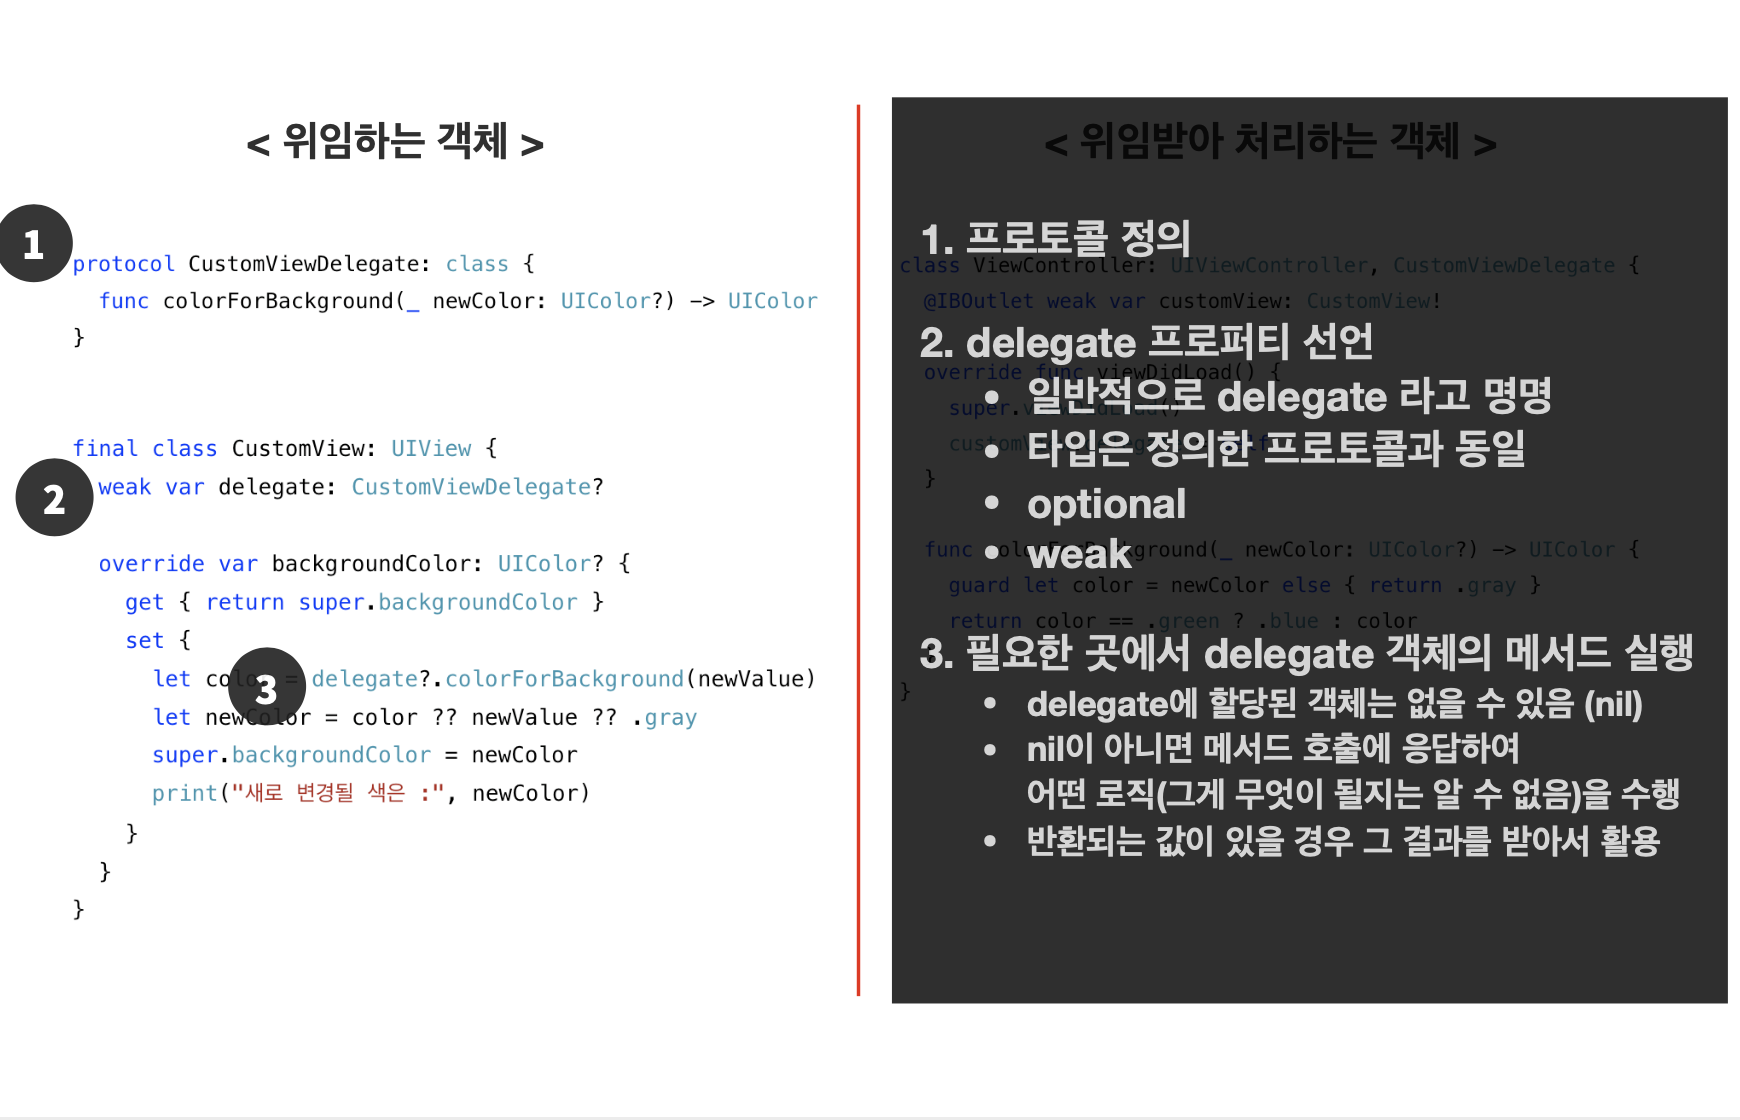 < 위임하는 객체 >
1
protocol CustomViewDelegate: class {
func colorForBackground(_ newColor: UIColor?) -> UIColor
}
final class CustomView: UIView {
2
weak var delegate: CustomViewDelegate?
override var backgroundColor: UIColor? {
get { return super.backgroundColor }
set {
let color = delegate?.colorForBackground(newValue)
3
let newColor = color ?? newValue ?? .gray
super.backgroundColor = newColor
print("새로 변경될 색은 :", newColor)
}
}
}
< 위임받아 처리하는 객체 >
1. 프로토콜 정의
class ViewController: UIViewController, CustomViewDelegate {
@IBOutlet weak var customView: CustomView!
2. delegate 프로퍼티 선언
override func viewDidLoad() {
• 일반적으로 delegate 라고 명명
super.viewDidLoad()
• 타입은 정의한 프로토콜과 동일
}
• optional
func colorForBackground(_ newColor: UIColor?) -> UIColor {
• weak
guard let color = newColor else { return .gray }
return color == .green ? .blue : color
3. 필요한 곳에서 delegate 객체의 메서드 실행
}
• delegate에 할당된 객체는 없을 수 있음 (nil)
• nil이 아니면 메서드 호출에 응답하여
어떤 로직(그게 무엇이 될지는 알 수 없음)을 수행
• 반환되는 값이 있을 경우 그 결과를 받아서 활용